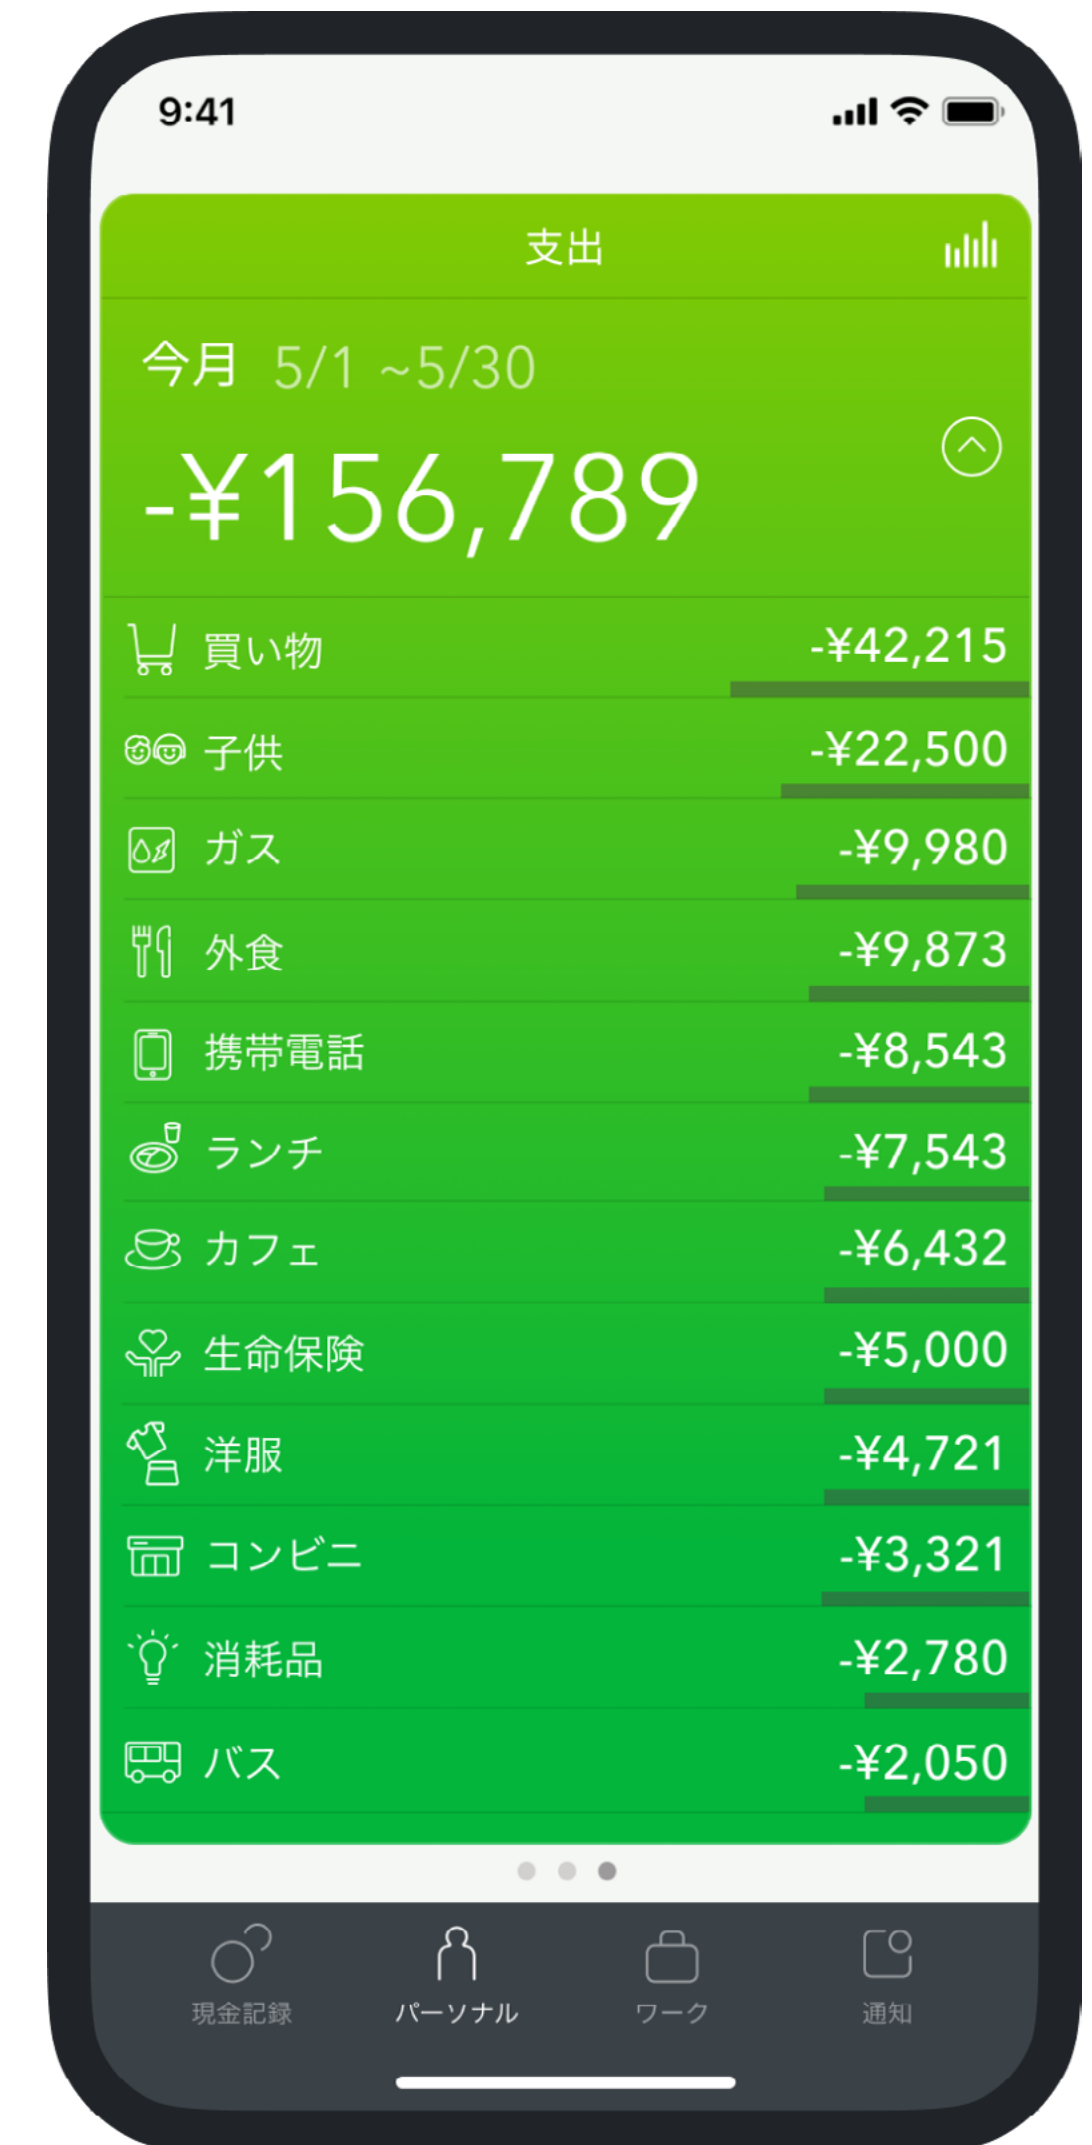 9:41
支出
今月 5/1 ~5/30
-¥156,789
買い物 -¥42,215
子供 -¥22,500
ガス -¥9,980
外食 -¥9,873
携帯電話 -¥8,543
ランチ -¥7,543
カフェ -¥6,432
生命保険 -¥5,000
洋服 -¥4,721
コンビニ -¥3,321
消耗品 -¥2,780
バス -¥2,050
現金記録 パーソナル ワーク 通知